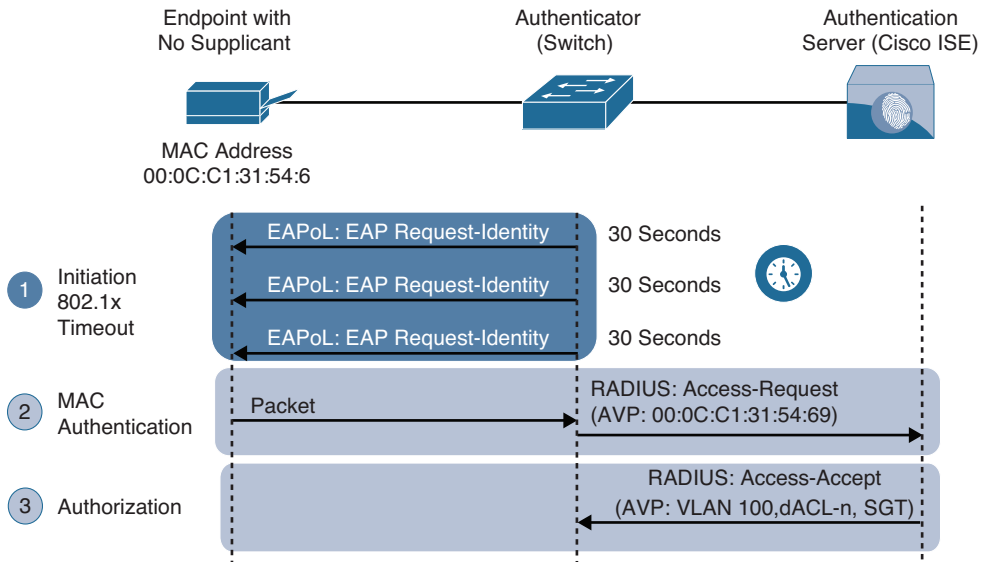 Endpoint with
No Supplicant
Authenticator
(Switch)
Authentication
Server (Cisco ISE)
MAC Address
00:0C:C1:31:54:6
1
Initiation
802.1x
Timeout
EAPoL: EAP Request-Identity
30 Seconds
EAPoL: EAP Request-Identity
30 Seconds
EAPoL: EAP Request-Identity
30 Seconds
2
MAC
Authentication
Packet
RADIUS: Access-Request
(AVP: 00:0C:C1:31:54:69)
3
Authorization
RADIUS: Access-Accept
(AVP: VLAN 100,dACL-n, SGT)